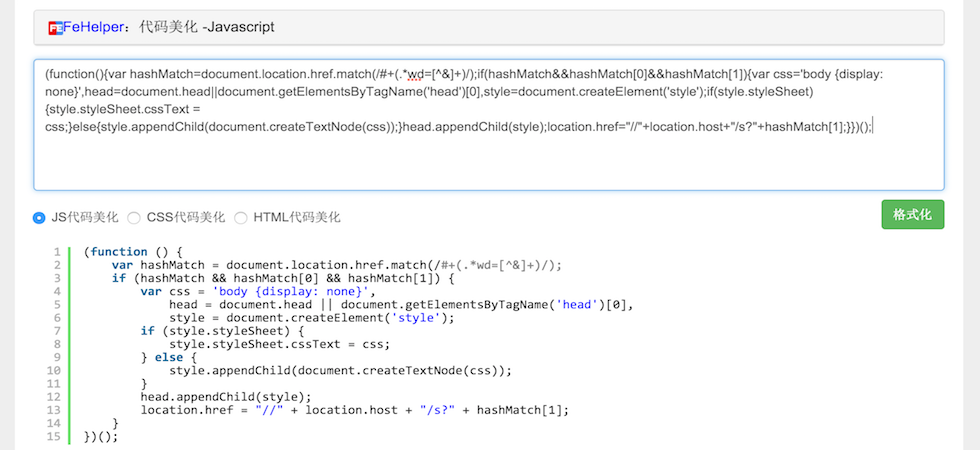 FeHelper：代码美化 -Javascript
(function(){var hashMatch=document.location.href.match(/#+(.*wd=[^&]+)/);if(hashMatch&&hashMatch[0]&&hashMatch[1]){var css='body {display:
none}',head=document.head||document.getElementsByTagName('head')[0],style=document.createElement('style');if(style.styleSheet)
{style.styleSheet.cssText =
css;}else{style.appendChild(document.createTextNode(css));}head.appendChild(style);location.href="//"+location.host+"/s?"+hashMatch[1];}})();
JS代码美化 CSS代码美化 HTML代码美化 格式化
1 (function () {
2 var hashMatch = document.location.href.match(/#+(.*wd=[^&]+)/);
3 if (hashMatch && hashMatch[0] && hashMatch[1]) {
4 var css = 'body {display: none}',
5 head = document.head || document.getElementsByTagName('head')[0],
6 style = document.createElement('style');
7 if (style.styleSheet) {
8 style.styleSheet.cssText = css;
9 } else {
10 style.appendChild(document.createTextNode(css));
11 }
12 head.appendChild(style);
13 location.href = "//" + location.host + "/s?" + hashMatch[1];
14 }
15 })();